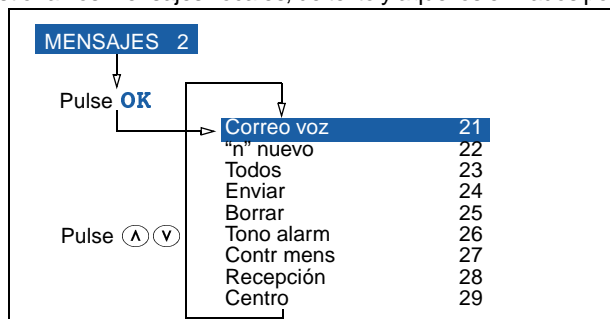 MENSAJES 2
Pulse OK
Correo voz 21
“n” nuevo 22
Todos 23
Enviar 24
Borrar 25
Pulse
Tono alarm 26
Contr mens 27
Recepción 28
Centro 29